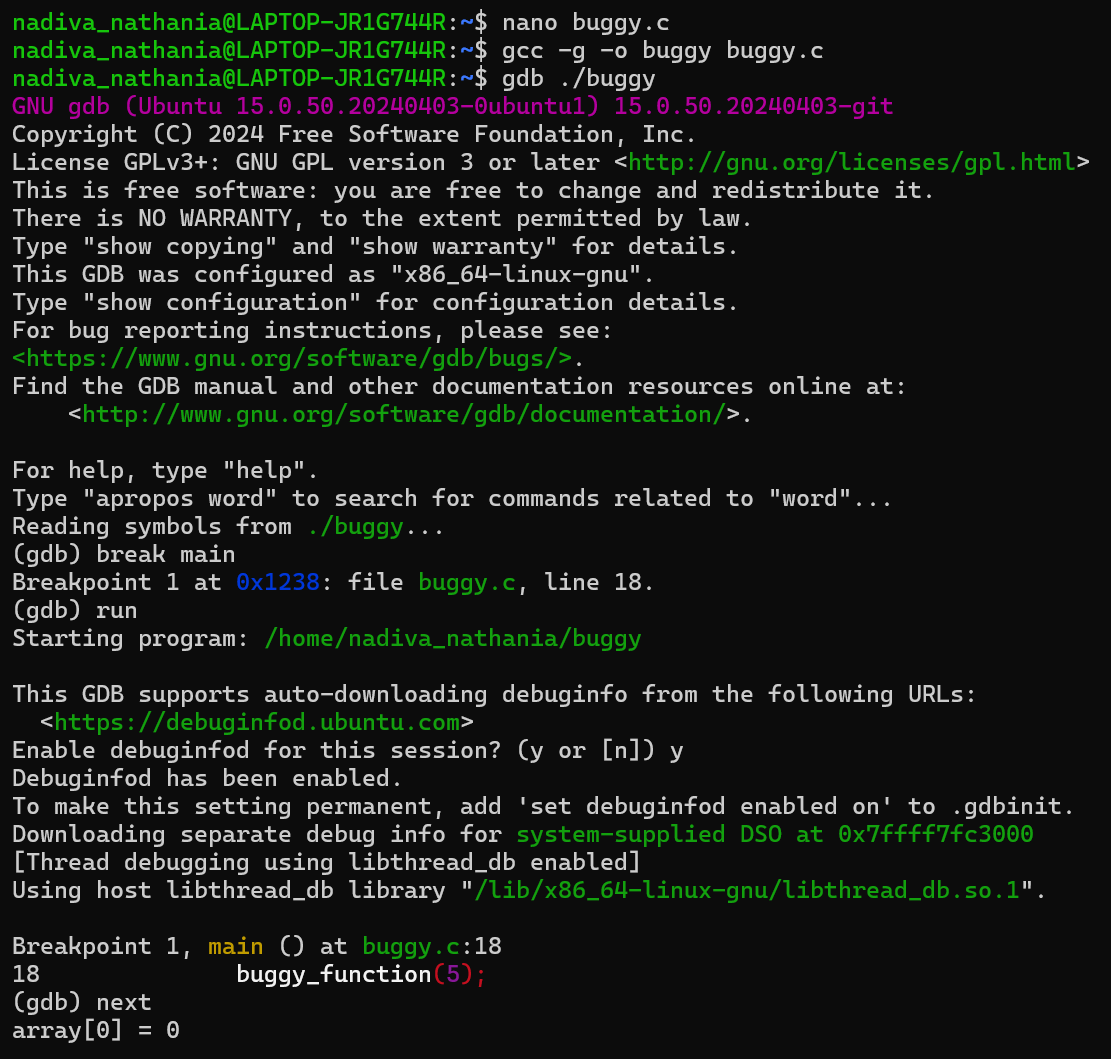 nadiva_nathania@LAPTOP-JR1G744R:~$ nano buggy.c
nadiva_nathania@LAPTOP-JR1G744R:~$ gcc -g -o buggy buggy.c
nadiva_nathania@LAPTOP-JR1G744R:~$ gdb ./buggy
GNU gdb (Ubuntu 15.0.50.20240403-0ubuntu1) 15.0.50.20240403-git
Copyright (C) 2024 Free Software Foundation, Inc.
License GPLv3+: GNU GPL version 3 or later <http://gnu.org/licenses/gpl.html>
This is free software: you are free to change and redistribute it.
There is NO WARRANTY, to the extent permitted by law.
Type "show copying" and "show warranty" for details.
This GDB was configured as "x86_64-linux-gnu".
Type "show configuration" for configuration details.
For bug reporting instructions, please see:
<https://www.gnu.org/software/gdb/bugs/>.
Find the GDB manual and other documentation resources online at:
    <http://www.gnu.org/software/gdb/documentation/>.

For help, type "help".
Type "apropos word" to search for commands related to "word"...
Reading symbols from ./buggy...
(gdb) break main
Breakpoint 1 at 0x1238: file buggy.c, line 18.
(gdb) run
Starting program: /home/nadiva_nathania/buggy

This GDB supports auto-downloading debuginfo from the following URLs:
  <https://debuginfod.ubuntu.com>
Enable debuginfod for this session? (y or [n]) y
Debuginfod has been enabled.
To make this setting permanent, add 'set debuginfod enabled on' to .gdbinit.
Downloading separate debug info for system-supplied DSO at 0x7ffff7fc3000
[Thread debugging using libthread_db enabled]
Using host libthread_db library "/lib/x86_64-linux-gnu/libthread_db.so.1".

Breakpoint 1, main () at buggy.c:18
18              buggy_function(5);
(gdb) next
array[0] = 0